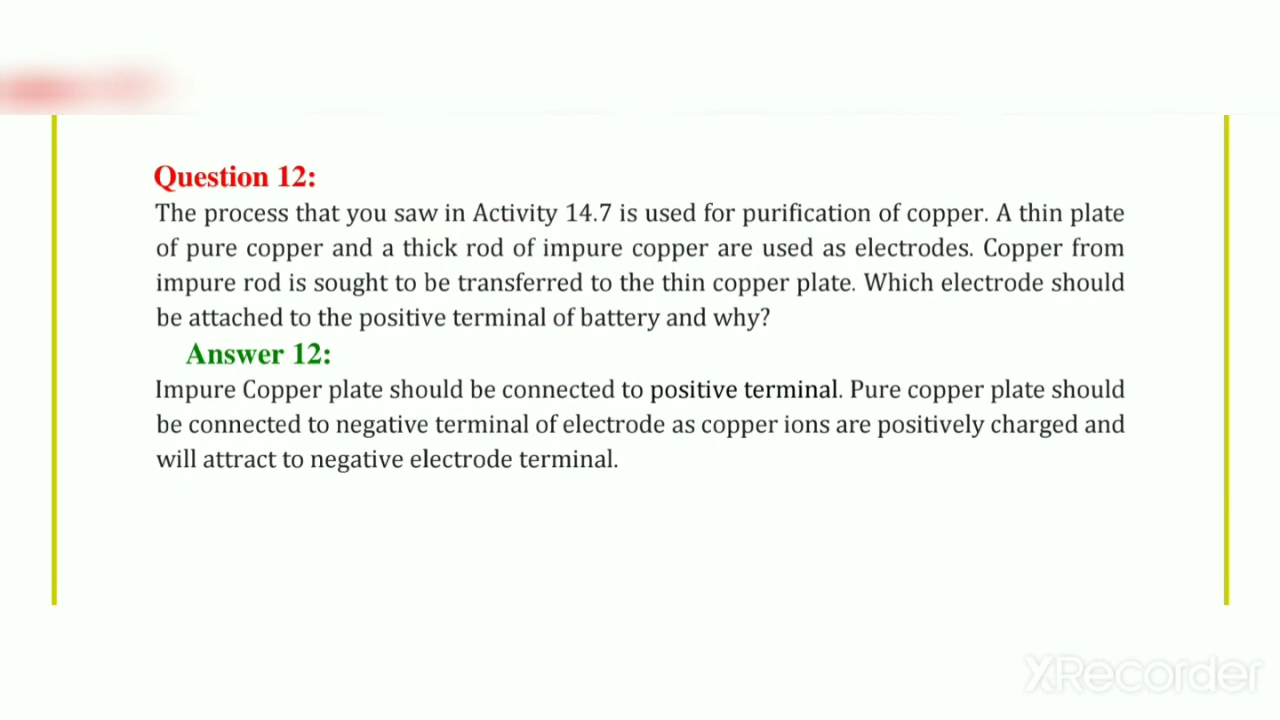 Question 12:
The process that you saw in Activity 14.7 is used for purification of copper. A thin plate
of pure copper and a thick rod of impure copper are used as electrodes. Copper from
impure rod is sought to be transferred to the thin copper plate. Which electrode should
be attached to the positive terminal of battery and why?
Answer 12:
Impure Copper plate should be connected to positive terminal. Pure copper plate should
be connected to negative terminal of electrode as copper ions are positively charged and
will attract to negative electrode terminal.
XRecorder